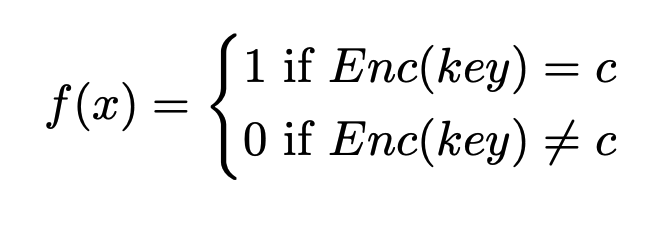 1 if Enc(key) = c
f(x) =
0 if Enc(key) ≠ c